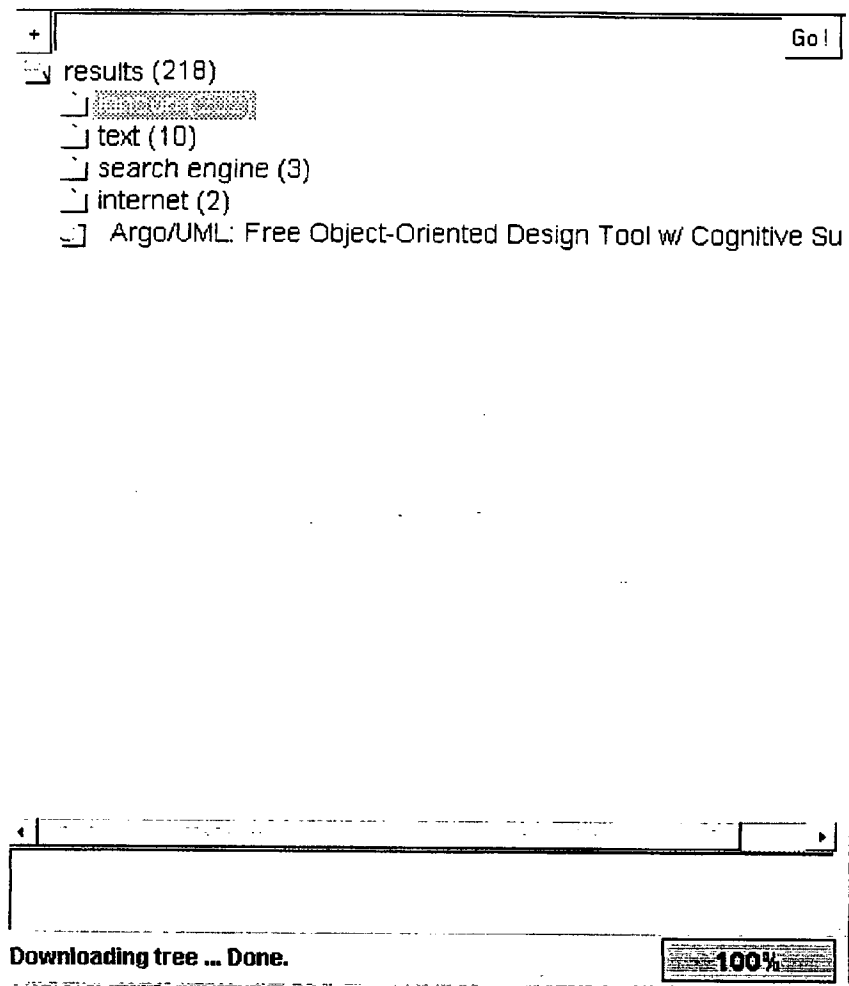 + Go!
results (218)
text (10)
search engine (3)
internet (2)
Argo/UML: Free Object-Oriented Design Tool w/ Cognitive Su
Downloading tree ... Done. 100%